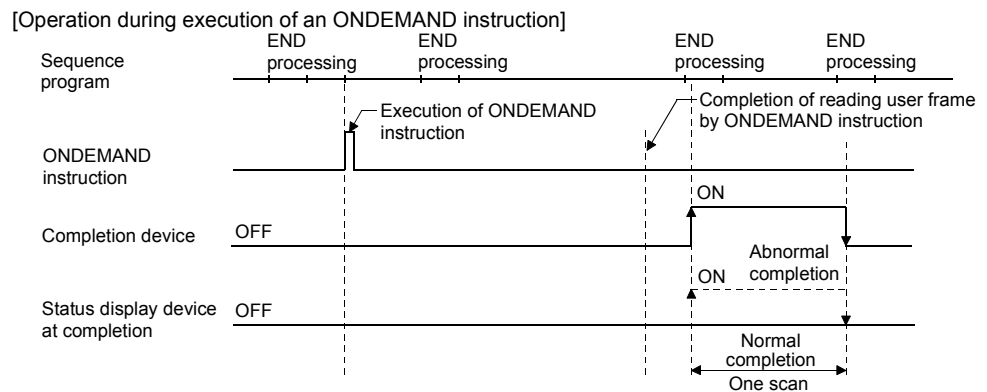 [Operation during execution of an ONDEMAND instruction]
Sequence
program
END
processing
END
processing
END
processing
END
processing
Execution of ONDEMAND
instruction
Completion of reading user frame
by ONDEMAND instruction
ONDEMAND
instruction
ON
Completion device
OFF
Abnormal
completion
ON
Status display device
at completion
OFF
Normal
completion
One scan